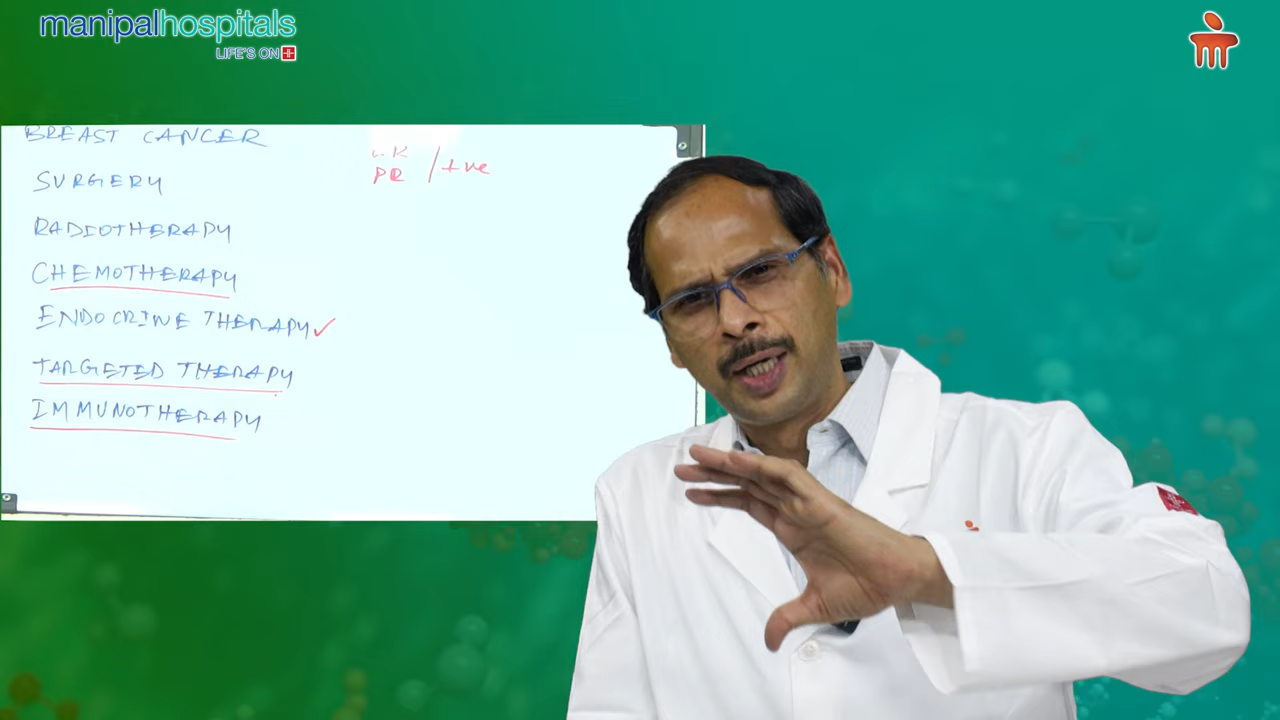 manipalhospitals
LIFE'S ON
BREAST CANCER
SURGERY
RADIOTHERAPY
CHEMOTHERAPY
ENDOCRINE THERAPY
TARGETED THERAPY
IMMUNOTHERAPY
PR /+ve